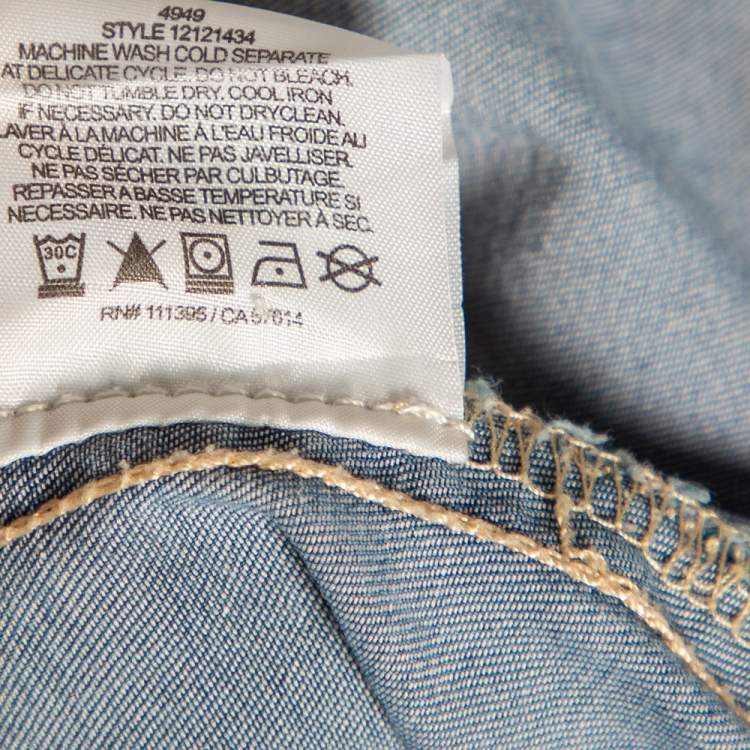 4949
STYLE 12121434
MACHINE WASH COLD SEPARATE
AT DELICATE CYCLE. DO NOT BLEACH.
DO NOT TUMBLE DRY. COOL IRON
IF NECESSARY. DO NOT DRYCLEAN.
LAVER À LA MACHINE À L'EAU FROIDE AU
CYCLE DÉLICAT. NE PAS JAVELLISER.
NE PAS SÉCHER PAR CULBUTAGE.
REPASSER A BASSE TEMPERATURE SI
NECESSAIRE. NE PAS NETTOYER À SEC.
30C
RN# 111395 / CA 57014